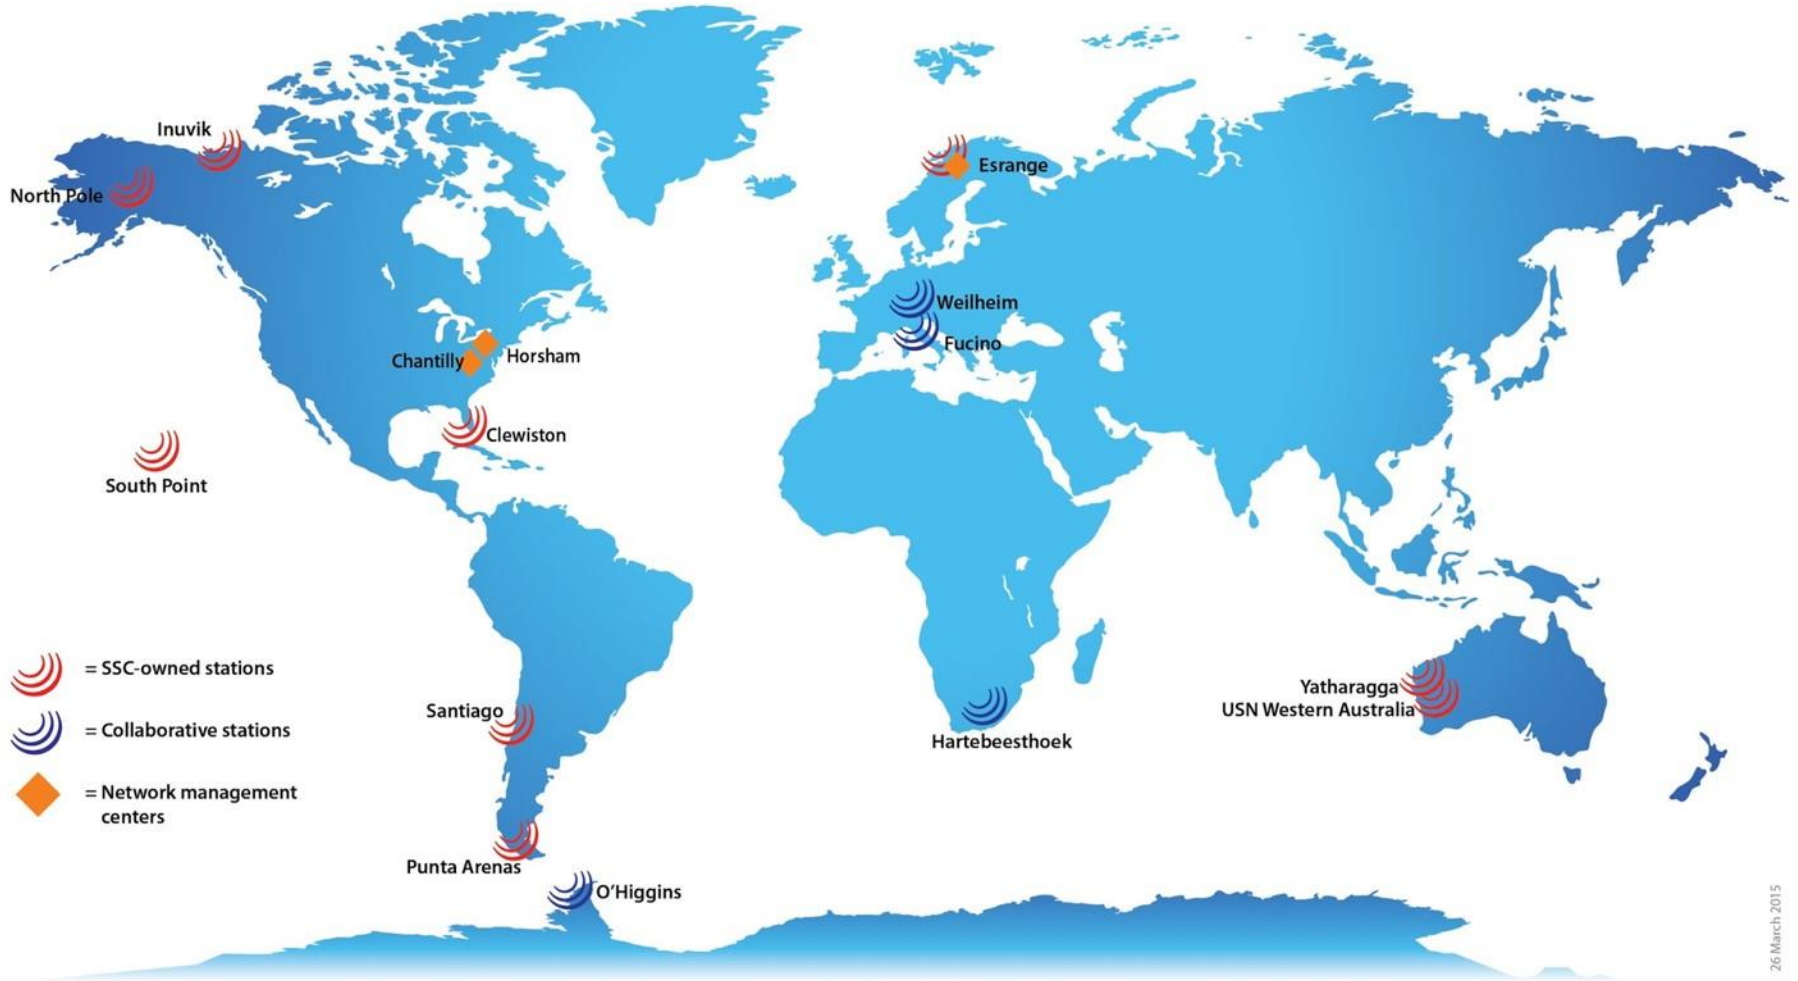 Inuvik
North Pole
Esrange
Weilheim
Fucino
Chantilly
Horsham
Clewiston
South Point
= SSC-owned stations
= Collaborative stations
= Network management
centers
Santiago
Punta Arenas
O'Higgins
Hartebeesthoek
Yatharagga
USN Western Australia
26 March 2015